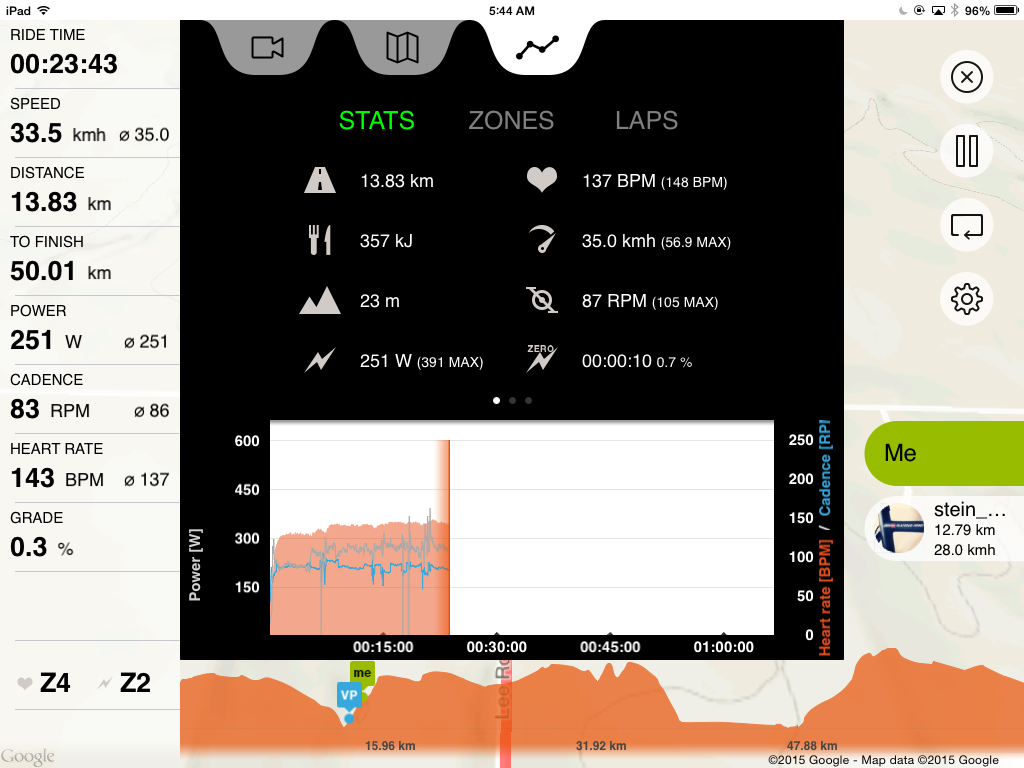 iPad
5:44 AM
96%
RIDE TIME
00:23:43
SPEED
33.5 kmh ⌀ 35.0
DISTANCE
13.83 km
TO FINISH
50.01 km
POWER
251 W ⌀ 251
CADENCE
83 RPM ⌀ 86
HEART RATE
143 BPM ⌀ 137
GRADE
0.3 %
Z4 Z2
Google
STATS ZONES LAPS
13.83 km
137 BPM (148 BPM)
357 kJ
35.0 kmh (56.9 MAX)
23 m
87 RPM (105 MAX)
251 W (391 MAX)
ZERO
00:00:10 0.7 %
Power [W]
600
450
300
150
250
200
150
100
50
0
Heart rate [BPM] / Cadence [RP
00:15:00 00:30:00 00:45:00 01:00:00
Me
stein_...
12.79 km
28.0 kmh
me
VP
Lee Ro
15.96 km 31.92 km 47.88 km
©2015 Google - Map data ©2015 Google